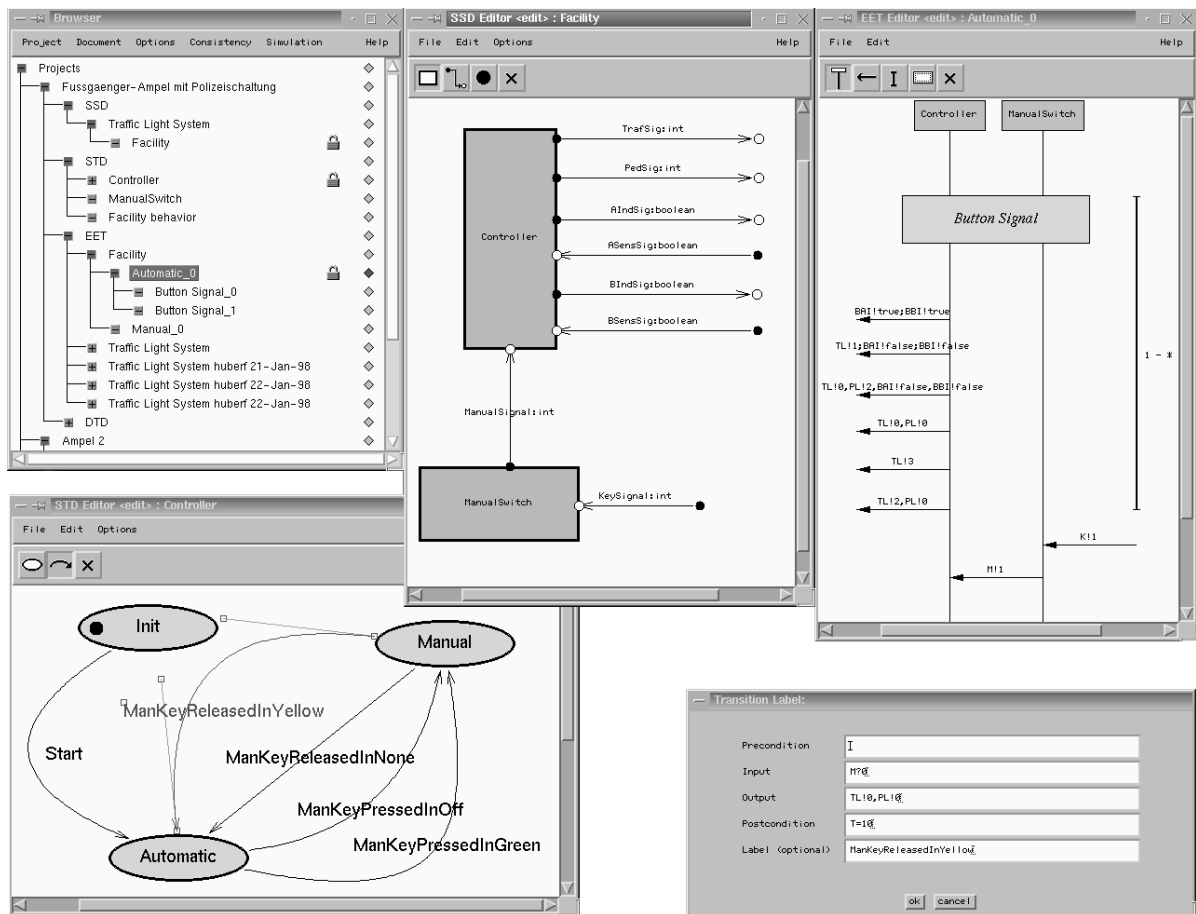 Browser
Project Document Options Consistency Simulation Help
Projects
Fussgaenger-Ampel mit Polizeischaltung
SSD
Traffic Light System
Facility
STD
Controller
ManualSwitch
Facility behavior
EET
Facility
Automatic_0
Button Signal_0
Button Signal_1
Manual_0
Traffic Light System
Traffic Light System huberf 21-Jan-98
Traffic Light System huberf 22-Jan-98
Traffic Light System huberf 22-Jan-98
DTD
Ampel 2
SSD Editor <edit> : Facility
File Edit Options Help
TrafSig:int
PedSig:int
AIndSig:boolean
Controller
ASensSig:boolean
BIndSig:boolean
BSensSig:boolean
ManualSignal:int
ManualSwitch
KeySignal:int
EET Editor <edit> : Automatic_0
File Edit Help
Controller ManualSwitch
Button Signal
BAI!true;BBI!true
TL!1;BAI!false;BBI!false
1 - *
TL!0,PL!2,BAI!false,BBI!false
TL!0,PL!0
TL!3
TL!2,PL!0
K!1
M!1
STD Editor <edit> : Controller
File Edit Options
Init
Manual
ManKeyReleasedInYellow
Start
ManKeyReleasedInNone
ManKeyPressedInOff
ManKeyPressedInGreen
Automatic
Transition Label:
Precondition
Input M?0
Output TL!0,PL!0
Postcondition T=10
Label (optional) ManKeyReleasedInYellow
ok cancel